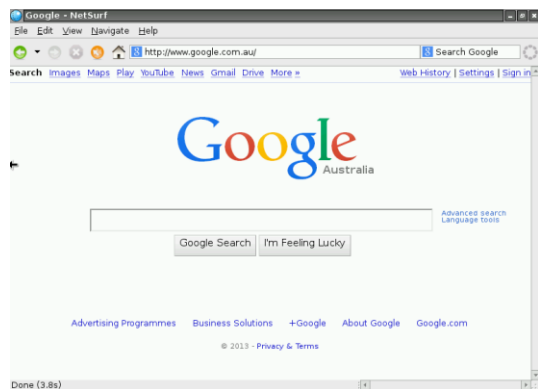 Google - NetSurf
File Edit View Navigate Help
http://www.google.com.au/ Search Google
Search Images Maps Play YouTube News Gmail Drive More » Web History | Settings | Sign in
Google
Australia
Advanced search
Language tools
Google Search I'm Feeling Lucky
Advertising Programmes Business Solutions +Google About Google Google.com
© 2013 - Privacy & Terms
Done (3.8s)